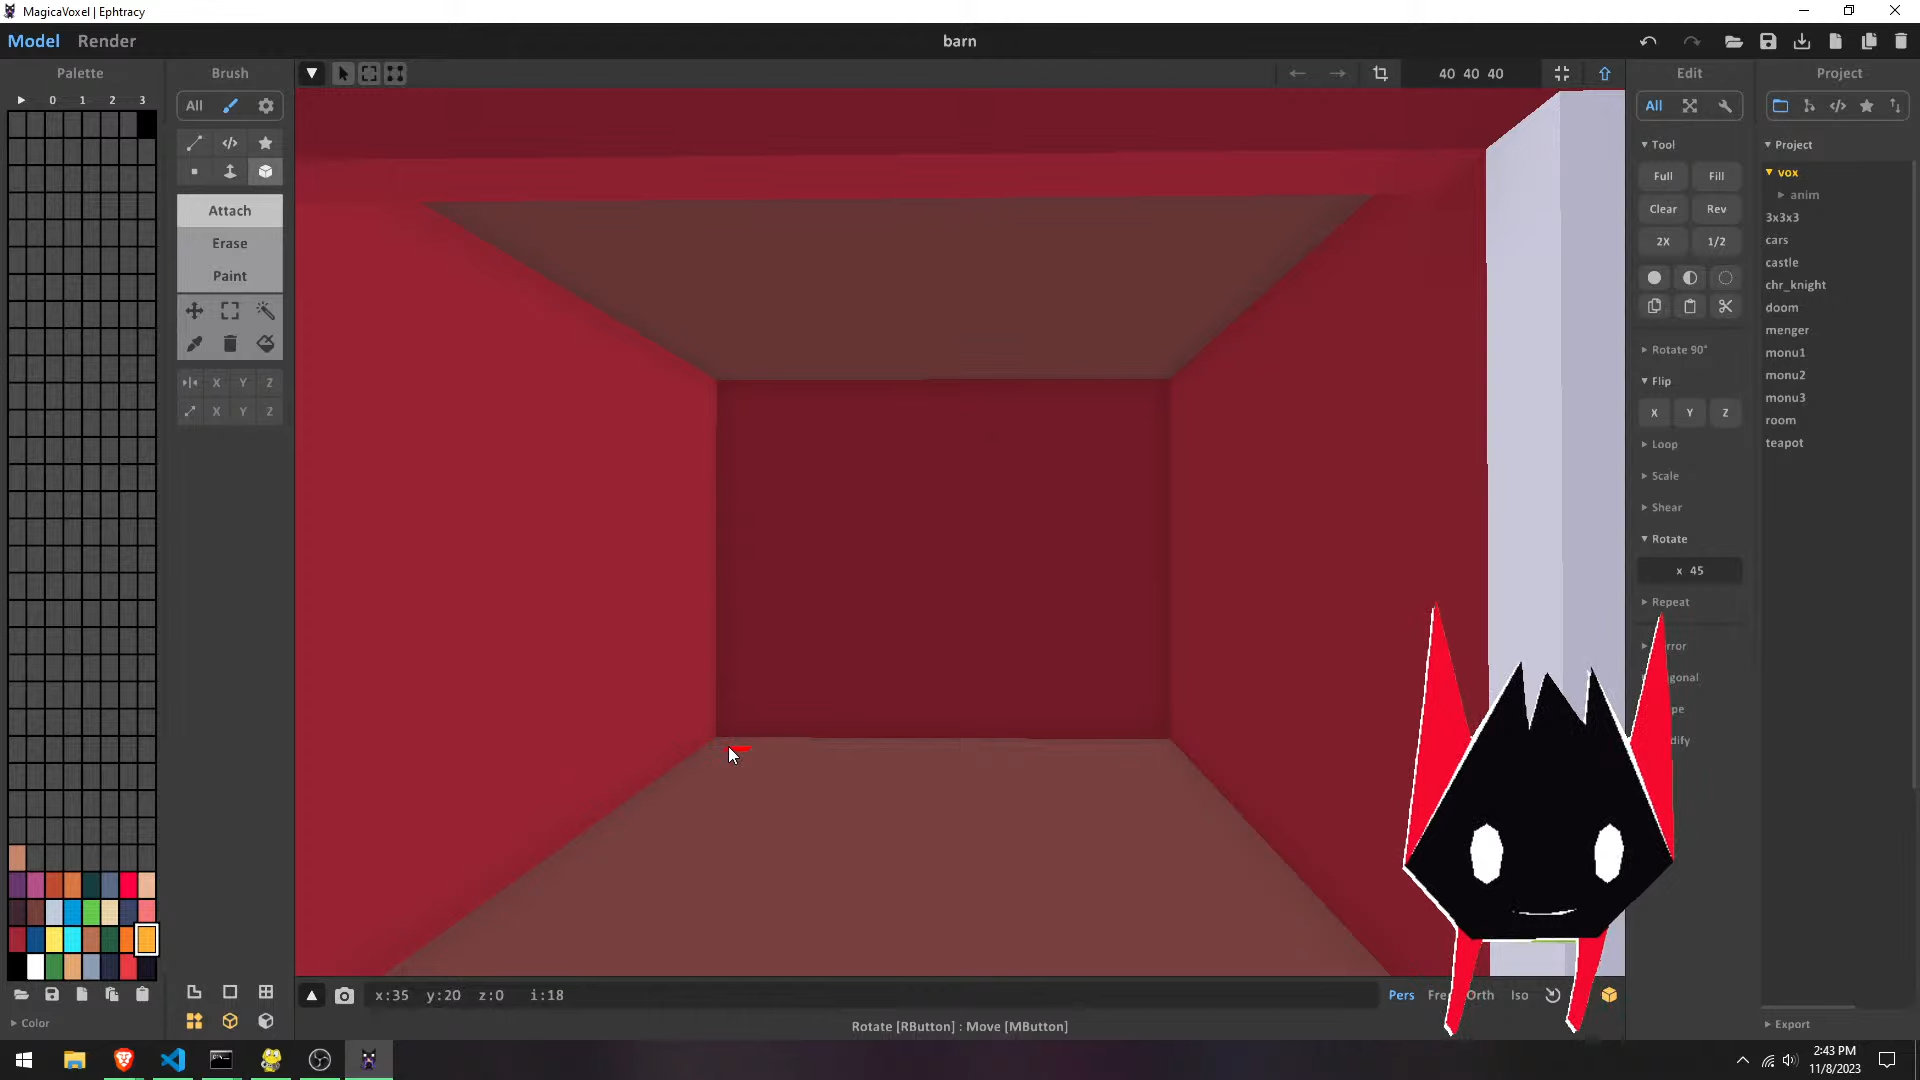 MagicaVoxel | Ephtracy
Model Render
barn
Palette
Brush
40 40 40
Edit
Project
0 1 2 3
All
All
Project
Tool
vox
anim
Full Fill
Clear Rev
2X 1/2
3x3x3
cars
castle
chr_knight
doom
menger
monu1
monu2
monu3
room
teapot
Attach
Erase
Paint
X Y Z
X Y Z
Rotate 90°
Flip
X Y Z
Loop
Scale
Shear
Rotate
x 45
Repeat
x:35 y:20 z:0 i:18
Pers Fre Orth Iso
Color
Rotate [RButton] : Move [MButton]
Export
2:43 PM
11/8/2023